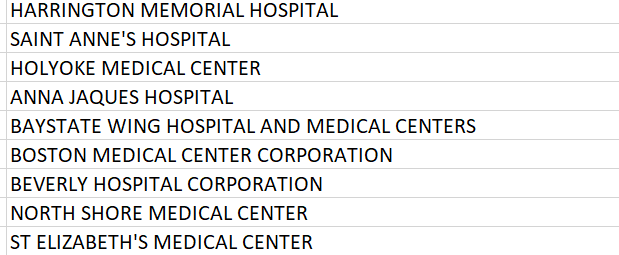 HARRINGTON MEMORIAL HOSPITAL
SAINT ANNE'S HOSPITAL
HOLYOKE MEDICAL CENTER
ANNA JAQUES HOSPITAL
BAYSTATE WING HOSPITAL AND MEDICAL CENTERS
BOSTON MEDICAL CENTER CORPORATION
BEVERLY HOSPITAL CORPORATION
NORTH SHORE MEDICAL CENTER
ST ELIZABETH'S MEDICAL CENTER